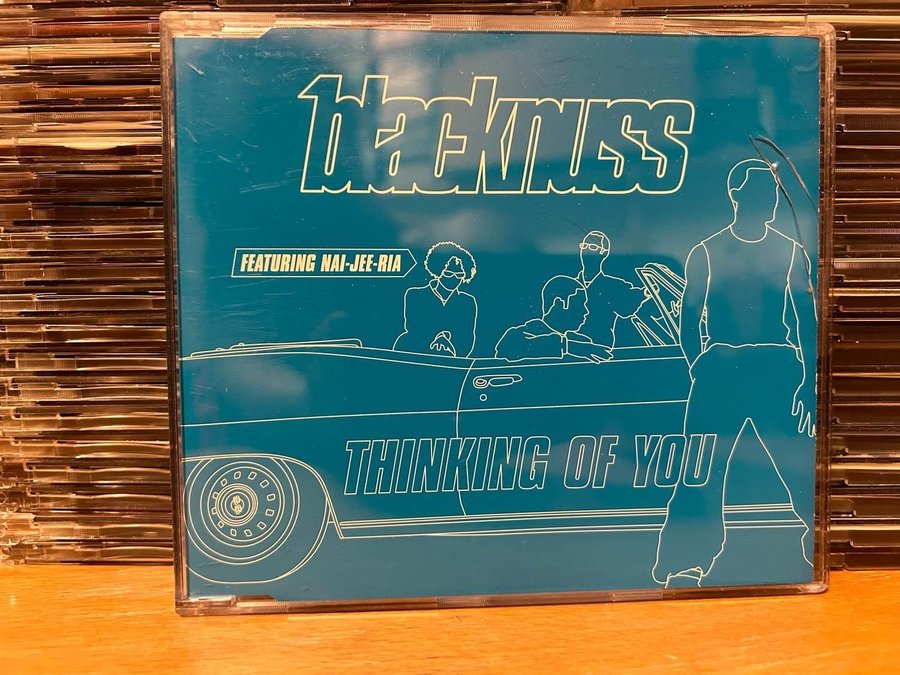 blacknuss
FEATURING NAI-JEE-RIA
THINKING OF YOU